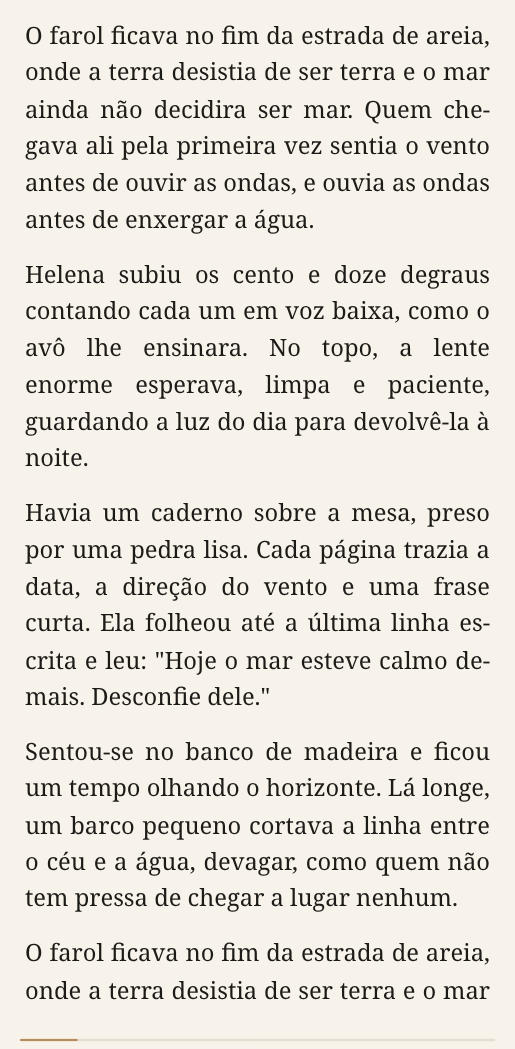 O farol ficava no fim da estrada de areia,
onde a terra desistia de ser terra e o mar
ainda não decidira ser mar. Quem che-
gava ali pela primeira vez sentia o vento
antes de ouvir as ondas, e ouvia as ondas
antes de enxergar a água.
Helena subiu os cento e doze degraus
contando cada um em voz baixa, como o
avô lhe ensinara. No topo, a lente
enorme esperava, limpa e paciente,
guardando a luz do dia para devolvê-la à
noite.
Havia um caderno sobre a mesa, preso
por uma pedra lisa. Cada página trazia a
data, a direção do vento e uma frase
curta. Ela folheou até a última linha es-
crita e leu: "Hoje o mar esteve calmo de-
mais. Desconfie dele."
Sentou-se no banco de madeira e ficou
um tempo olhando o horizonte. Lá longe,
um barco pequeno cortava a linha entre
o céu e a água, devagar, como quem não
tem pressa de chegar a lugar nenhum.
O farol ficava no fim da estrada de areia,
onde a terra desistia de ser terra e o mar